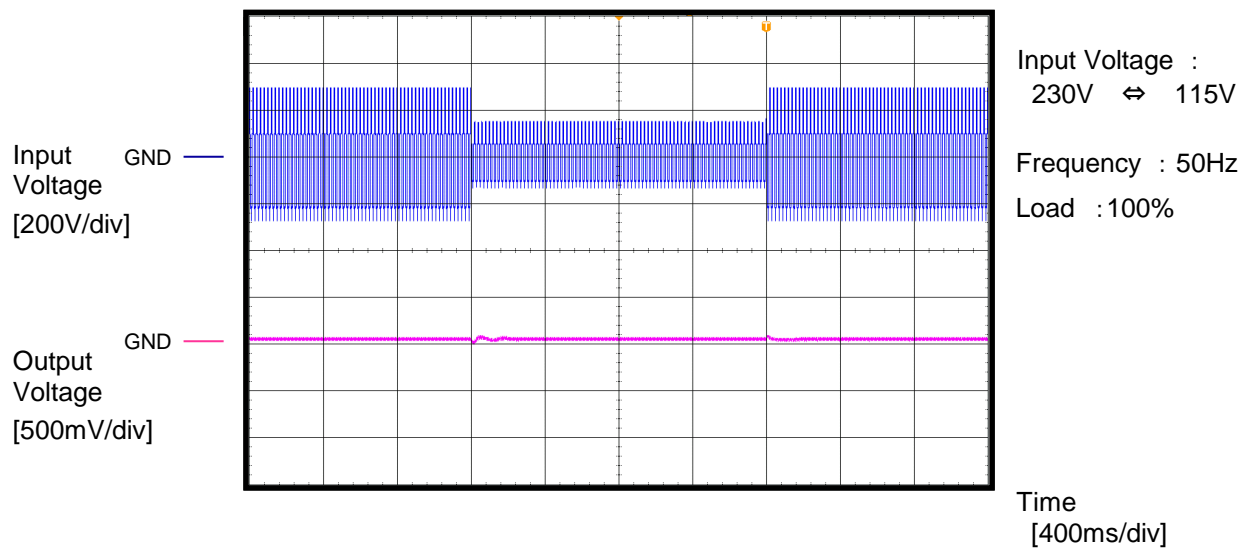 T
Input Voltage :
230V ⇔ 115V
Frequency : 50Hz
Load :100%
Input GND
Voltage
[200V/div]
GND
Output
Voltage
[500mV/div]
Time
[400ms/div]